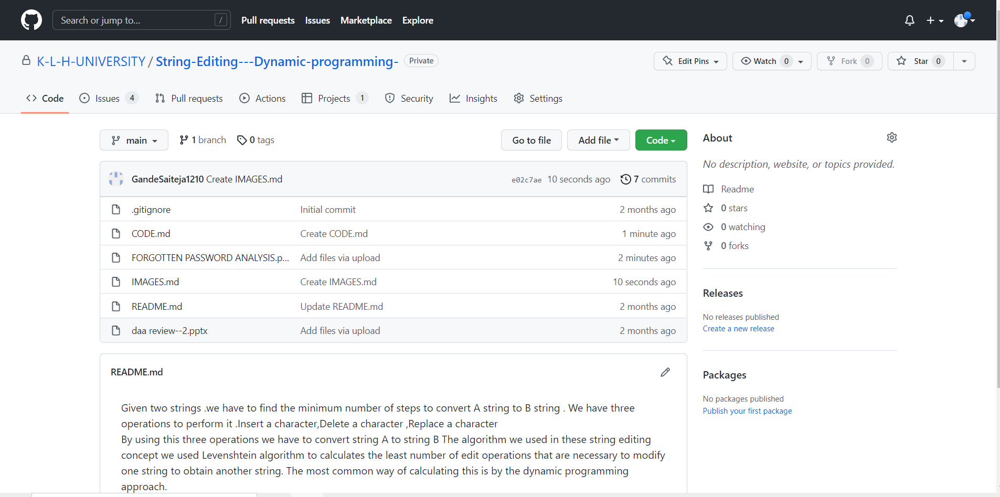 Search or jump to... /
Pull requests Issues Marketplace Explore
K-L-H-UNIVERSITY / String-Editing---Dynamic-programming- Private
Edit Pins Watch 0 Fork 0 Star 0
Code Issues 4 Pull requests Actions Projects 1 Security Insights Settings
main 1 branch 0 tags
Go to file Add file Code
GandeSaiteja1210 Create IMAGES.md e02c7ae 10 seconds ago 7 commits
.gitignore Initial commit 2 months ago
CODE.md Create CODE.md 1 minute ago
FORGOTTEN PASSWORD ANALYSIS.p... Add files via upload 2 minutes ago
IMAGES.md Create IMAGES.md 10 seconds ago
README.md Update README.md 2 months ago
daa review--2.pptx Add files via upload 2 months ago
README.md
Given two strings .we have to find the minimum number of steps to convert A string to B string . We have three
operations to perform it .Insert a character,Delete a character ,Replace a character
By using this three operations we have to convert string A to string B The algorithm we used in these string editing
concept we used Levenshtein algorithm to calculates the least number of edit operations that are necessary to modify
one string to obtain another string. The most common way of calculating this is by the dynamic programming
approach.
About
No description, website, or topics provided.
Readme
0 stars
0 watching
0 forks
Releases
No releases published
Create a new release
Packages
No packages published
Publish your first package